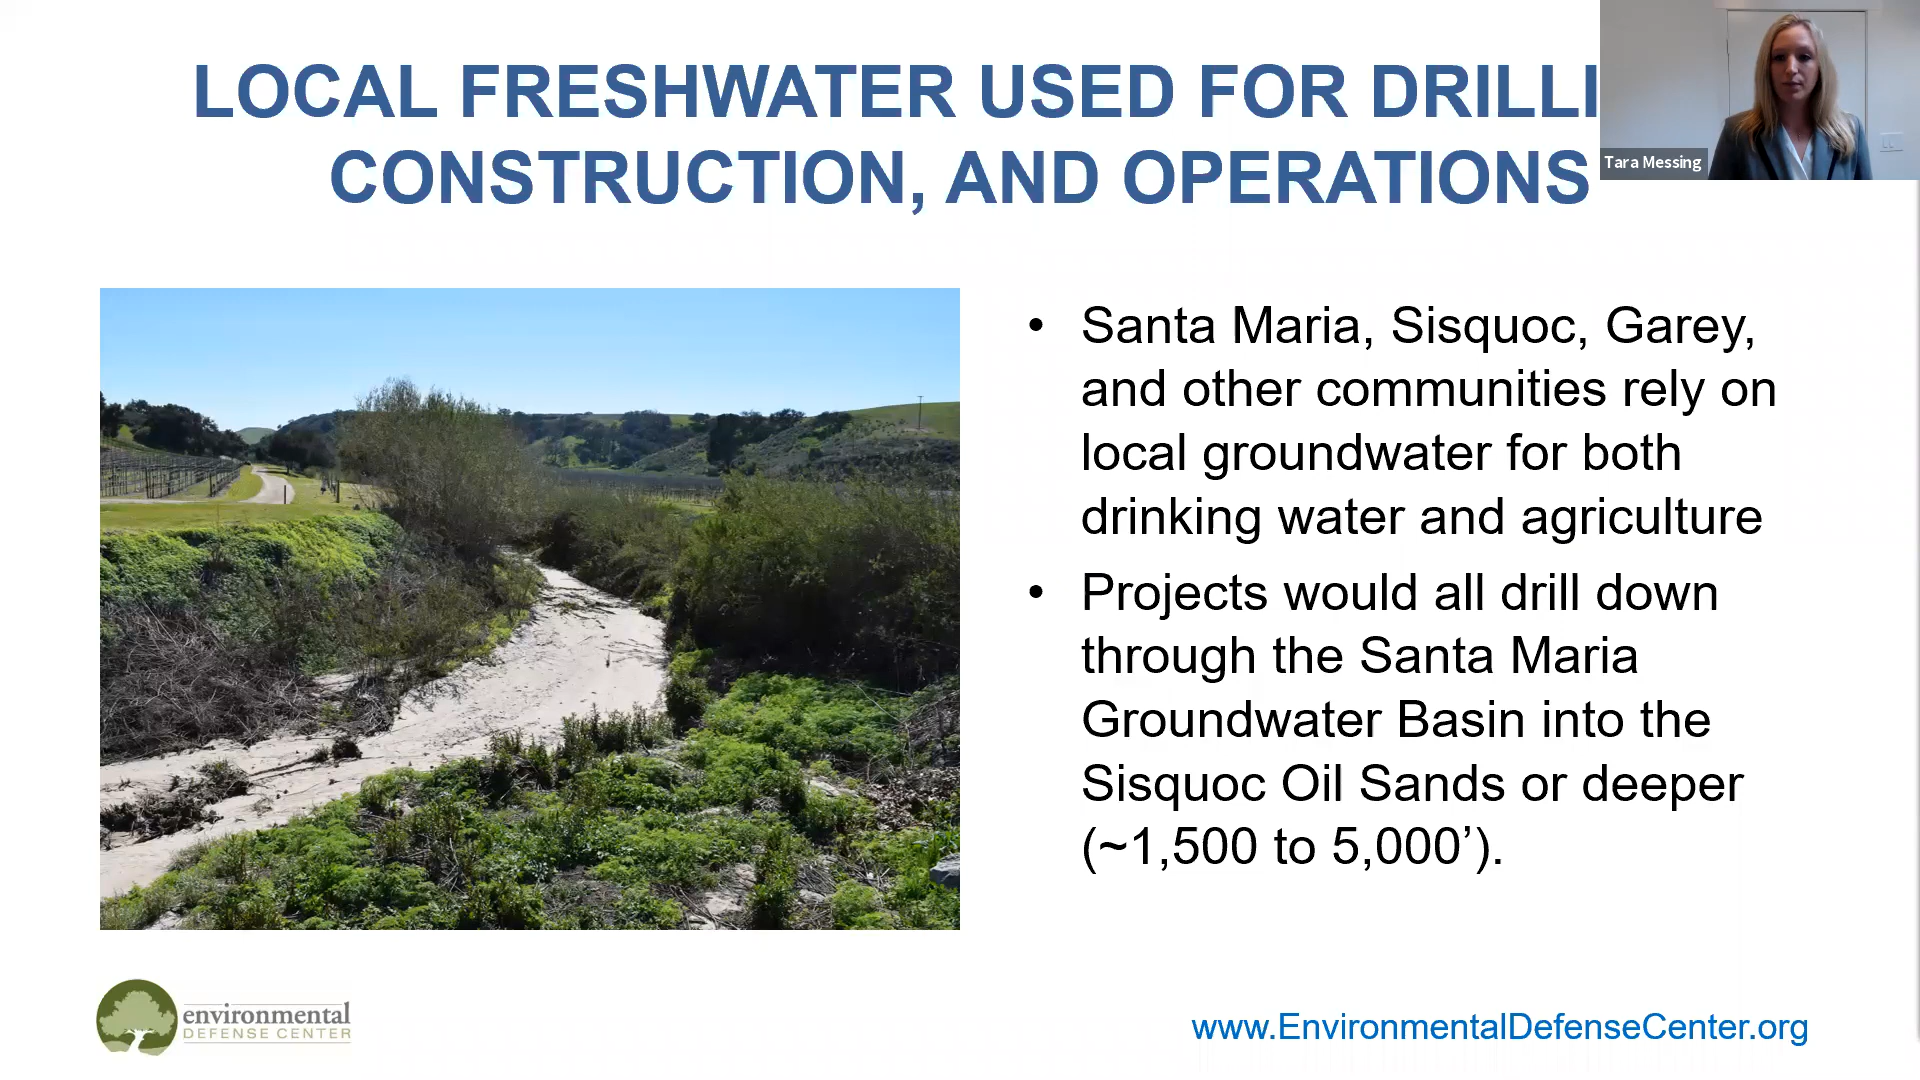 LOCAL FRESHWATER USED FOR DRILLI
CONSTRUCTION, AND OPERATIONS
Tara Messing
• Santa Maria, Sisquoc, Garey,
and other communities rely on
local groundwater for both
drinking water and agriculture
• Projects would all drill down
through the Santa Maria
Groundwater Basin into the
Sisquoc Oil Sands or deeper
(~1,500 to 5,000’).
environmental
DEFENSE CENTER
www.EnvironmentalDefenseCenter.org